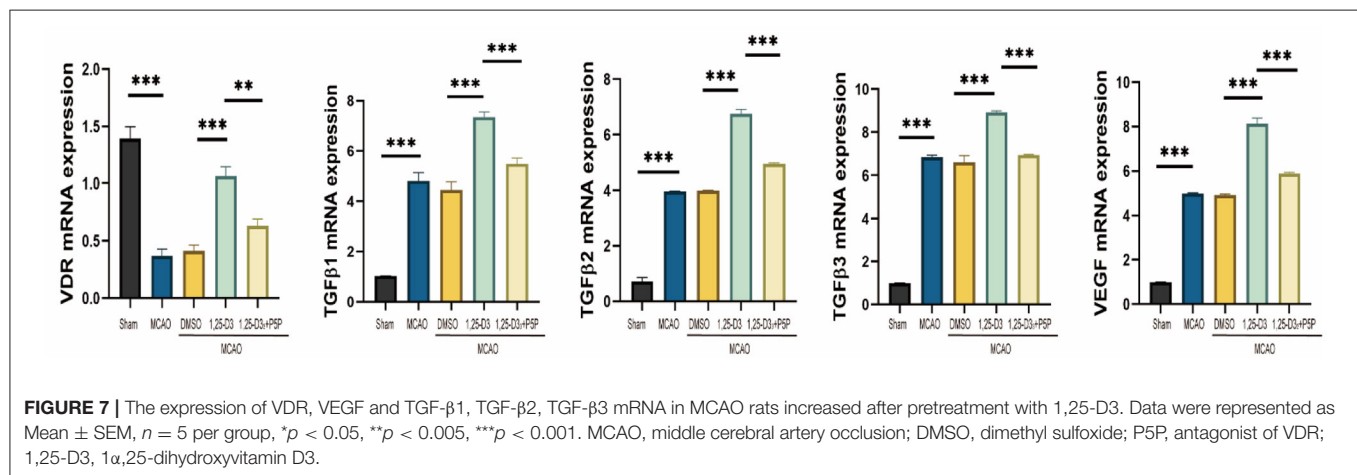 ***
***
**
VDR mRNA expression
2.0
1.5
1.0
0.5
0.0
Sham
MCAO
DMSO
1,25-D3
1,25-D3+P5P
MCAO
***
***
***
TGFβ1 mRNA expression
8
6
4
2
0
Sham
MCAO
DMSO
1,25-D3
1,25-D3+P5P
MCAO
***
***
***
TGFβ2 mRNA expression
8
6
4
2
0
Sham
MCAO
DMSO
1,25-D3
1,25-D3+P5P
MCAO
***
***
***
TGFβ3 mRNA expression
10
8
6
4
2
0
Sham
MCAO
DMSO
1,25-D3
1,25-D3+P5P
MCAO
***
***
***
VEGF mRNA expression
10
8
6
4
2
0
Sham
MCAO
DMSO
1,25-D3
1,25-D3+P5P
MCAO
FIGURE 7 | The expression of VDR, VEGF and TGF-β1, TGF-β2, TGF-β3 mRNA in MCAO rats increased after pretreatment with 1,25-D3. Data were represented as
Mean ± SEM, n = 5 per group, *p < 0.05, **p < 0.005, ***p < 0.001. MCAO, middle cerebral artery occlusion; DMSO, dimethyl sulfoxide; P5P, antagonist of VDR;
1,25-D3, 1α,25-dihydroxyvitamin D3.